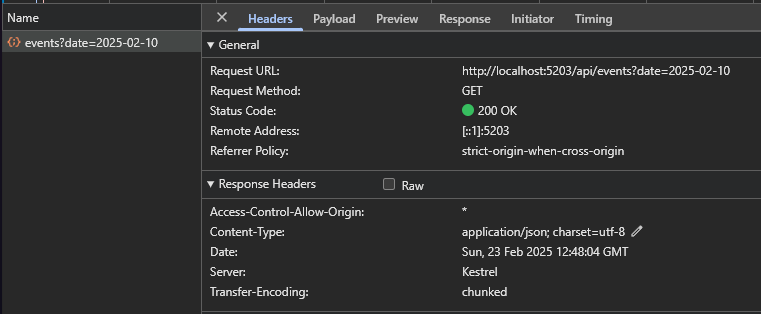 Name
Headers Payload Preview Response Initiator Timing
events?date=2025-02-10
General
Request URL: http://localhost:5203/api/events?date=2025-02-10
Request Method: GET
Status Code: 200 OK
Remote Address: [::1]:5203
Referrer Policy: strict-origin-when-cross-origin
Response Headers Raw
Access-Control-Allow-Origin: *
Content-Type: application/json; charset=utf-8
Date: Sun, 23 Feb 2025 12:48:04 GMT
Server: Kestrel
Transfer-Encoding: chunked